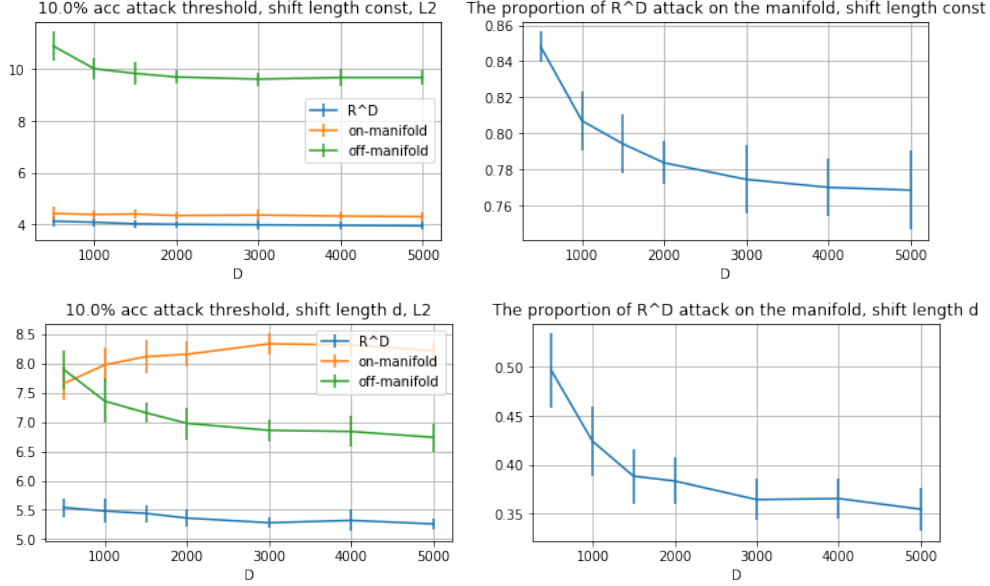 10.0% acc attack threshold, shift length const, L2
10
8
6
4
R^D
on-manifold
off-manifold
1000 2000 3000 4000 5000
D
The proportion of R^D attack on the manifold, shift length const
0.86
0.84
0.82
0.80
0.78
0.76
1000 2000 3000 4000 5000
D
10.0% acc attack threshold, shift length d, L2
8.5
8.0
7.5
7.0
6.5
6.0
5.5
5.0
R^D
on-manifold
off-manifold
1000 2000 3000 4000 5000
D
The proportion of R^D attack on the manifold, shift length d
0.50
0.45
0.40
0.35
1000 2000 3000 4000 5000
D